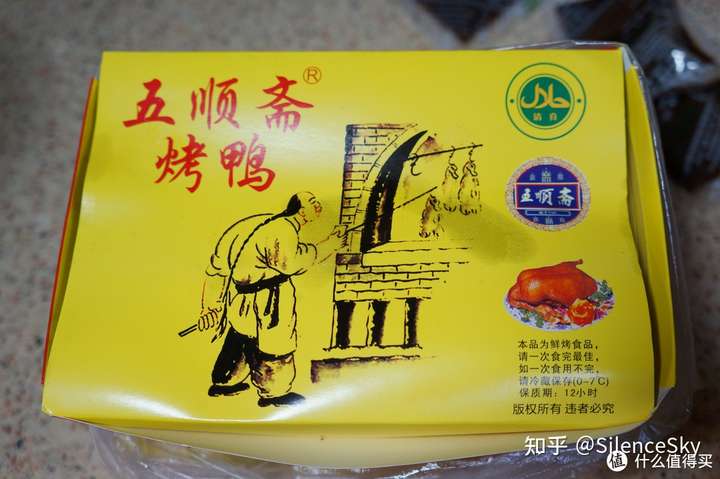 五顺斋®
烤鸭
حلال
清真
五顺斋
本品为鲜烤食品，
请一次食完最佳，
如一次食用不完，
请冷藏保存(0~7℃)
保质期：12小时
版权所有 违者必究
知乎 @SilenceSky
值 什么值得买